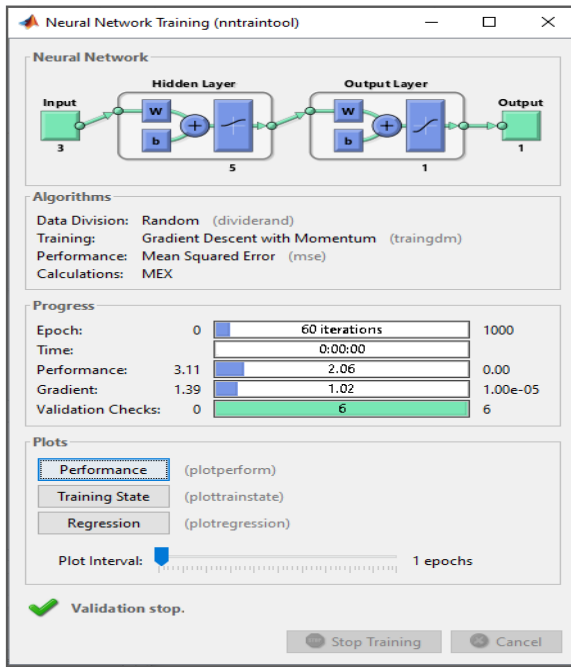 Neural Network Training (nntraintool)
Neural Network
Hidden Layer Output Layer
Input Output
W W
b b
3 1
5 1
Algorithms
Data Division: Random (dividerand)
Training: Gradient Descent with Momentum (traingdm)
Performance: Mean Squared Error (mse)
Calculations: MEX
Progress
Epoch: 0 60 iterations 1000
Time: 0:00:00
Performance: 3.11 2.06 0.00
Gradient: 1.39 1.02 1.00e-05
Validation Checks: 0 6 6
Plots
Performance (plotperform)
Training State (plottrainstate)
Regression (plotregression)
Plot Interval: 1 epochs
Validation stop.
Stop Training Cancel